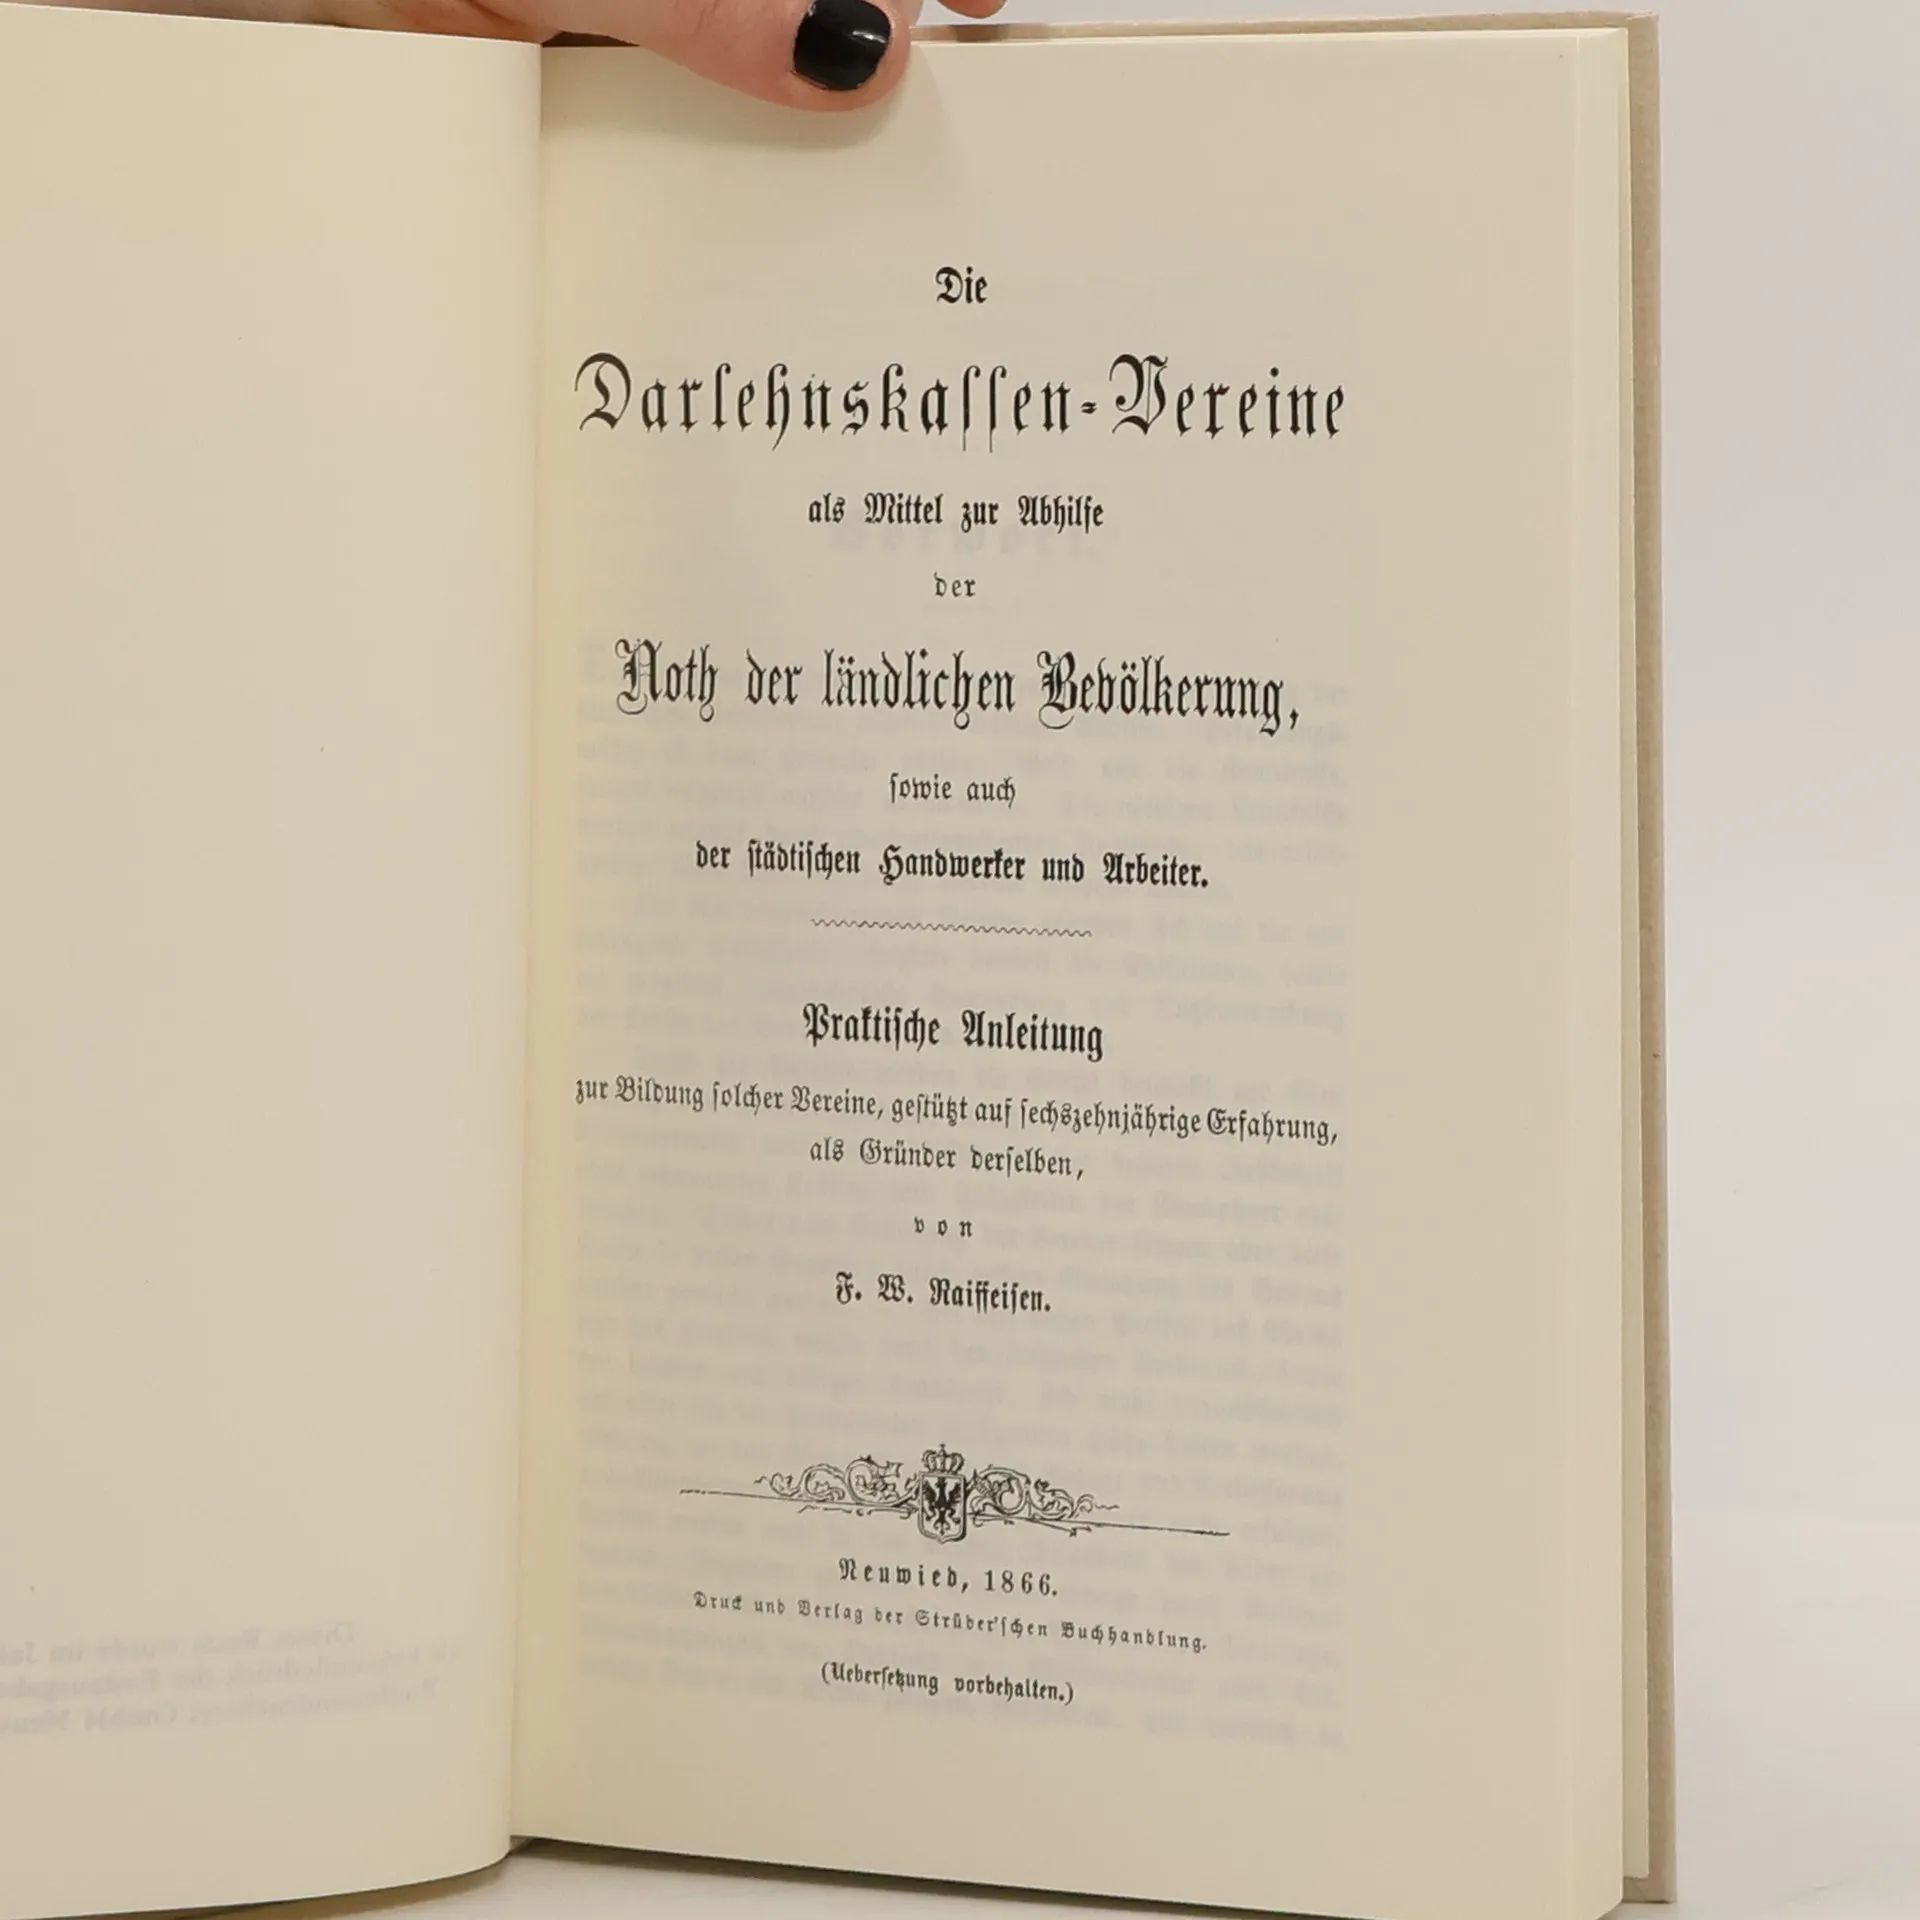 Die
Darlehnskassen-Vereine
als Mittel zur Abhilfe
der
Noth der ländlichen Bevölkerung,
sowie auch
der städtischen Handwerker und Arbeiter.
Praktische Anleitung
zur Bildung solcher Vereine, gestützt auf sechszehnjährige Erfahrung,
als Gründer derselben,
von
F. W. Raiffeisen.
Neuwied, 1866.
Druck und Verlag der Strüder'schen Buchhandlung.
(Uebersetzung vorbehalten.)